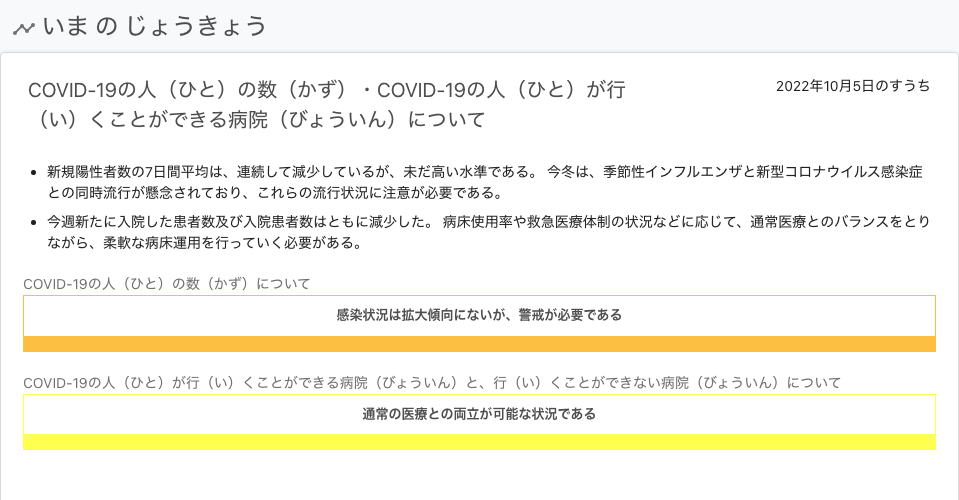 いま の じょうきょう
COVID-19の人（ひと）の数（かず）・COVID-19の人（ひと）が行
（い）くことができる病院（びょういん）について
2022年10月5日のすうち
• 新規陽性者数の7日間平均は、連続して減少しているが、未だ高い水準である。 今冬は、季節性インフルエンザと新型コロナウイルス感染症
との同時流行が懸念されており、これらの流行状況に注意が必要である。
• 今週新たに入院した患者数及び入院患者数はともに減少した。 病床使用率や救急医療体制の状況などに応じて、通常医療とのバランスをとり
ながら、柔軟な病床運用を行っていく必要がある。
COVID-19の人（ひと）の数（かず）について
感染状況は拡大傾向にないが、警戒が必要である
COVID-19の人（ひと）が行（い）くことができる病院（びょういん）と、行（い）くことができない病院（びょういん）について
通常の医療との両立が可能な状況である